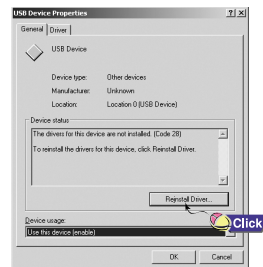 USB Device Properties
General Driver
USB Device
Device type: Other devices
Manufacturer: Unknown
Location: Location 0 (USB Device)
Device status
The drivers for this device are not installed. (Code 28)
To reinstall the drivers for this device, click Reinstall Driver.
Reinstall Driver...
Click
Device usage:
Use this device (enable)
OK Cancel